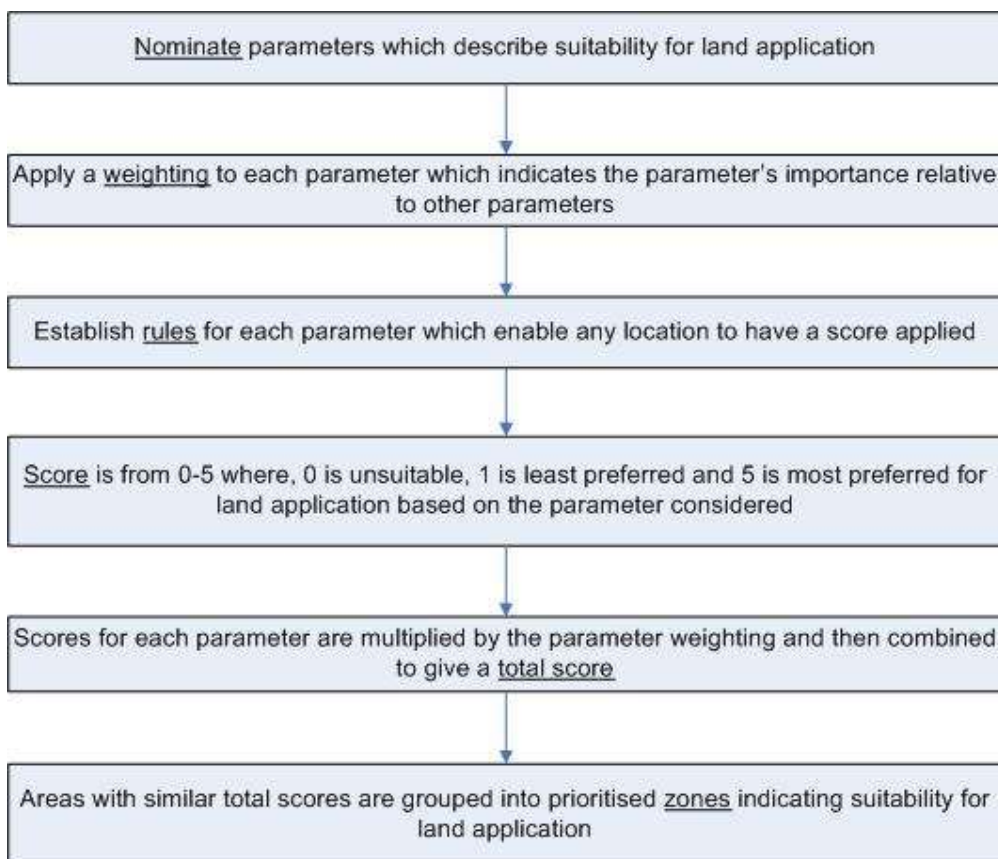 Nominate parameters which describe suitability for land application
Apply a weighting to each parameter which indicates the parameter's importance relative
to other parameters
Establish rules for each parameter which enable any location to have a score applied
Score is from 0-5 where, 0 is unsuitable, 1 is least preferred and 5 is most preferred for
land application based on the parameter considered
Scores for each parameter are multiplied by the parameter weighting and then combined
to give a total score
Areas with similar total scores are grouped into prioritised zones indicating suitability for
land application